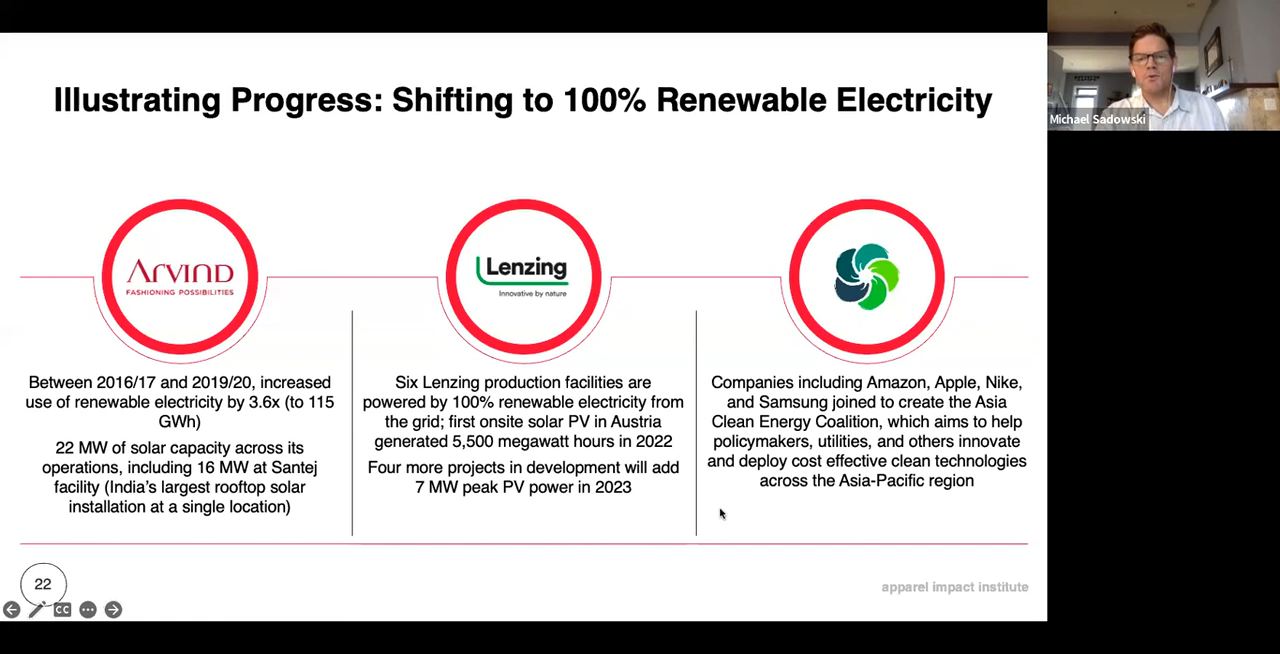 Illustrating Progress: Shifting to 100% Renewable Electricity
Michael Sadowski
ARVIND
FASHIONING POSSIBILITIES
Lenzing
Innovative by nature
Between 2016/17 and 2019/20, increased
use of renewable electricity by 3.6x (to 115
GWh)
22 MW of solar capacity across its
operations, including 16 MW at Santej
facility (India's largest rooftop solar
installation at a single location)
Six Lenzing production facilities are
powered by 100% renewable electricity from
the grid; first onsite solar PV in Austria
generated 5,500 megawatt hours in 2022
Four more projects in development will add
7 MW peak PV power in 2023
Companies including Amazon, Apple, Nike,
and Samsung joined to create the Asia
Clean Energy Coalition, which aims to help
policymakers, utilities, and others innovate
and deploy cost effective clean technologies
across the Asia-Pacific region
22
CC
apparel impact institute